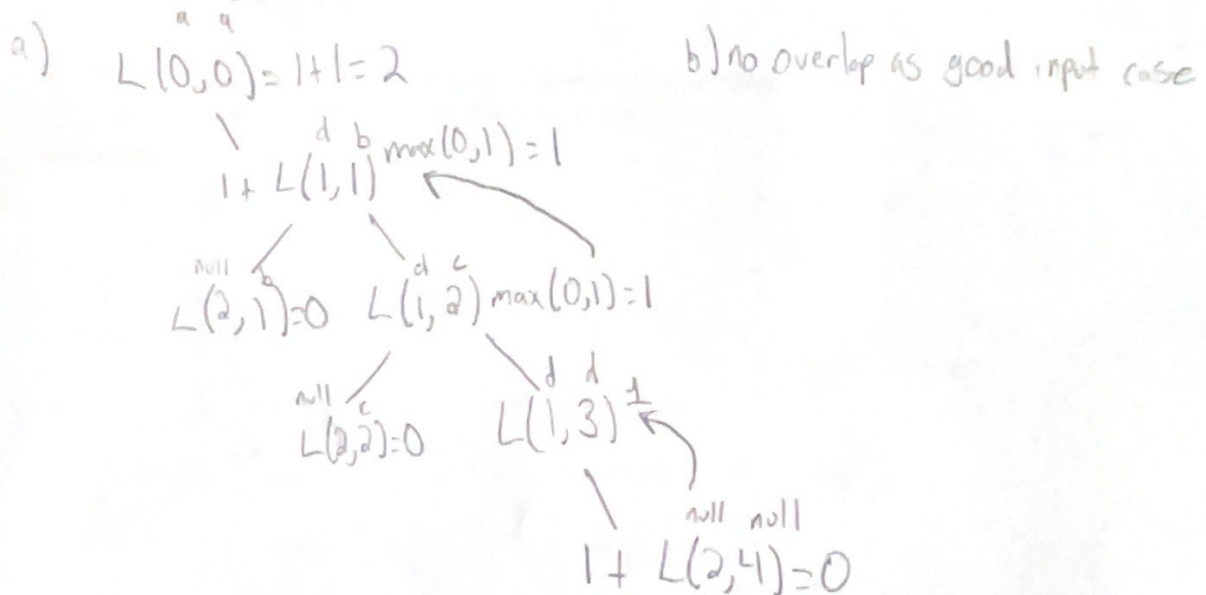 a a
a) L(0,0)=1+1=2
b) no overlap as good input case
d b
1+ L(1,1) max(0,1)=1
null b
L(2,1)=0
d c
L(1,2) max(0,1)=1
null c
L(2,2)=0
d d
L(1,3) 1
null null
1+ L(2,4)=0